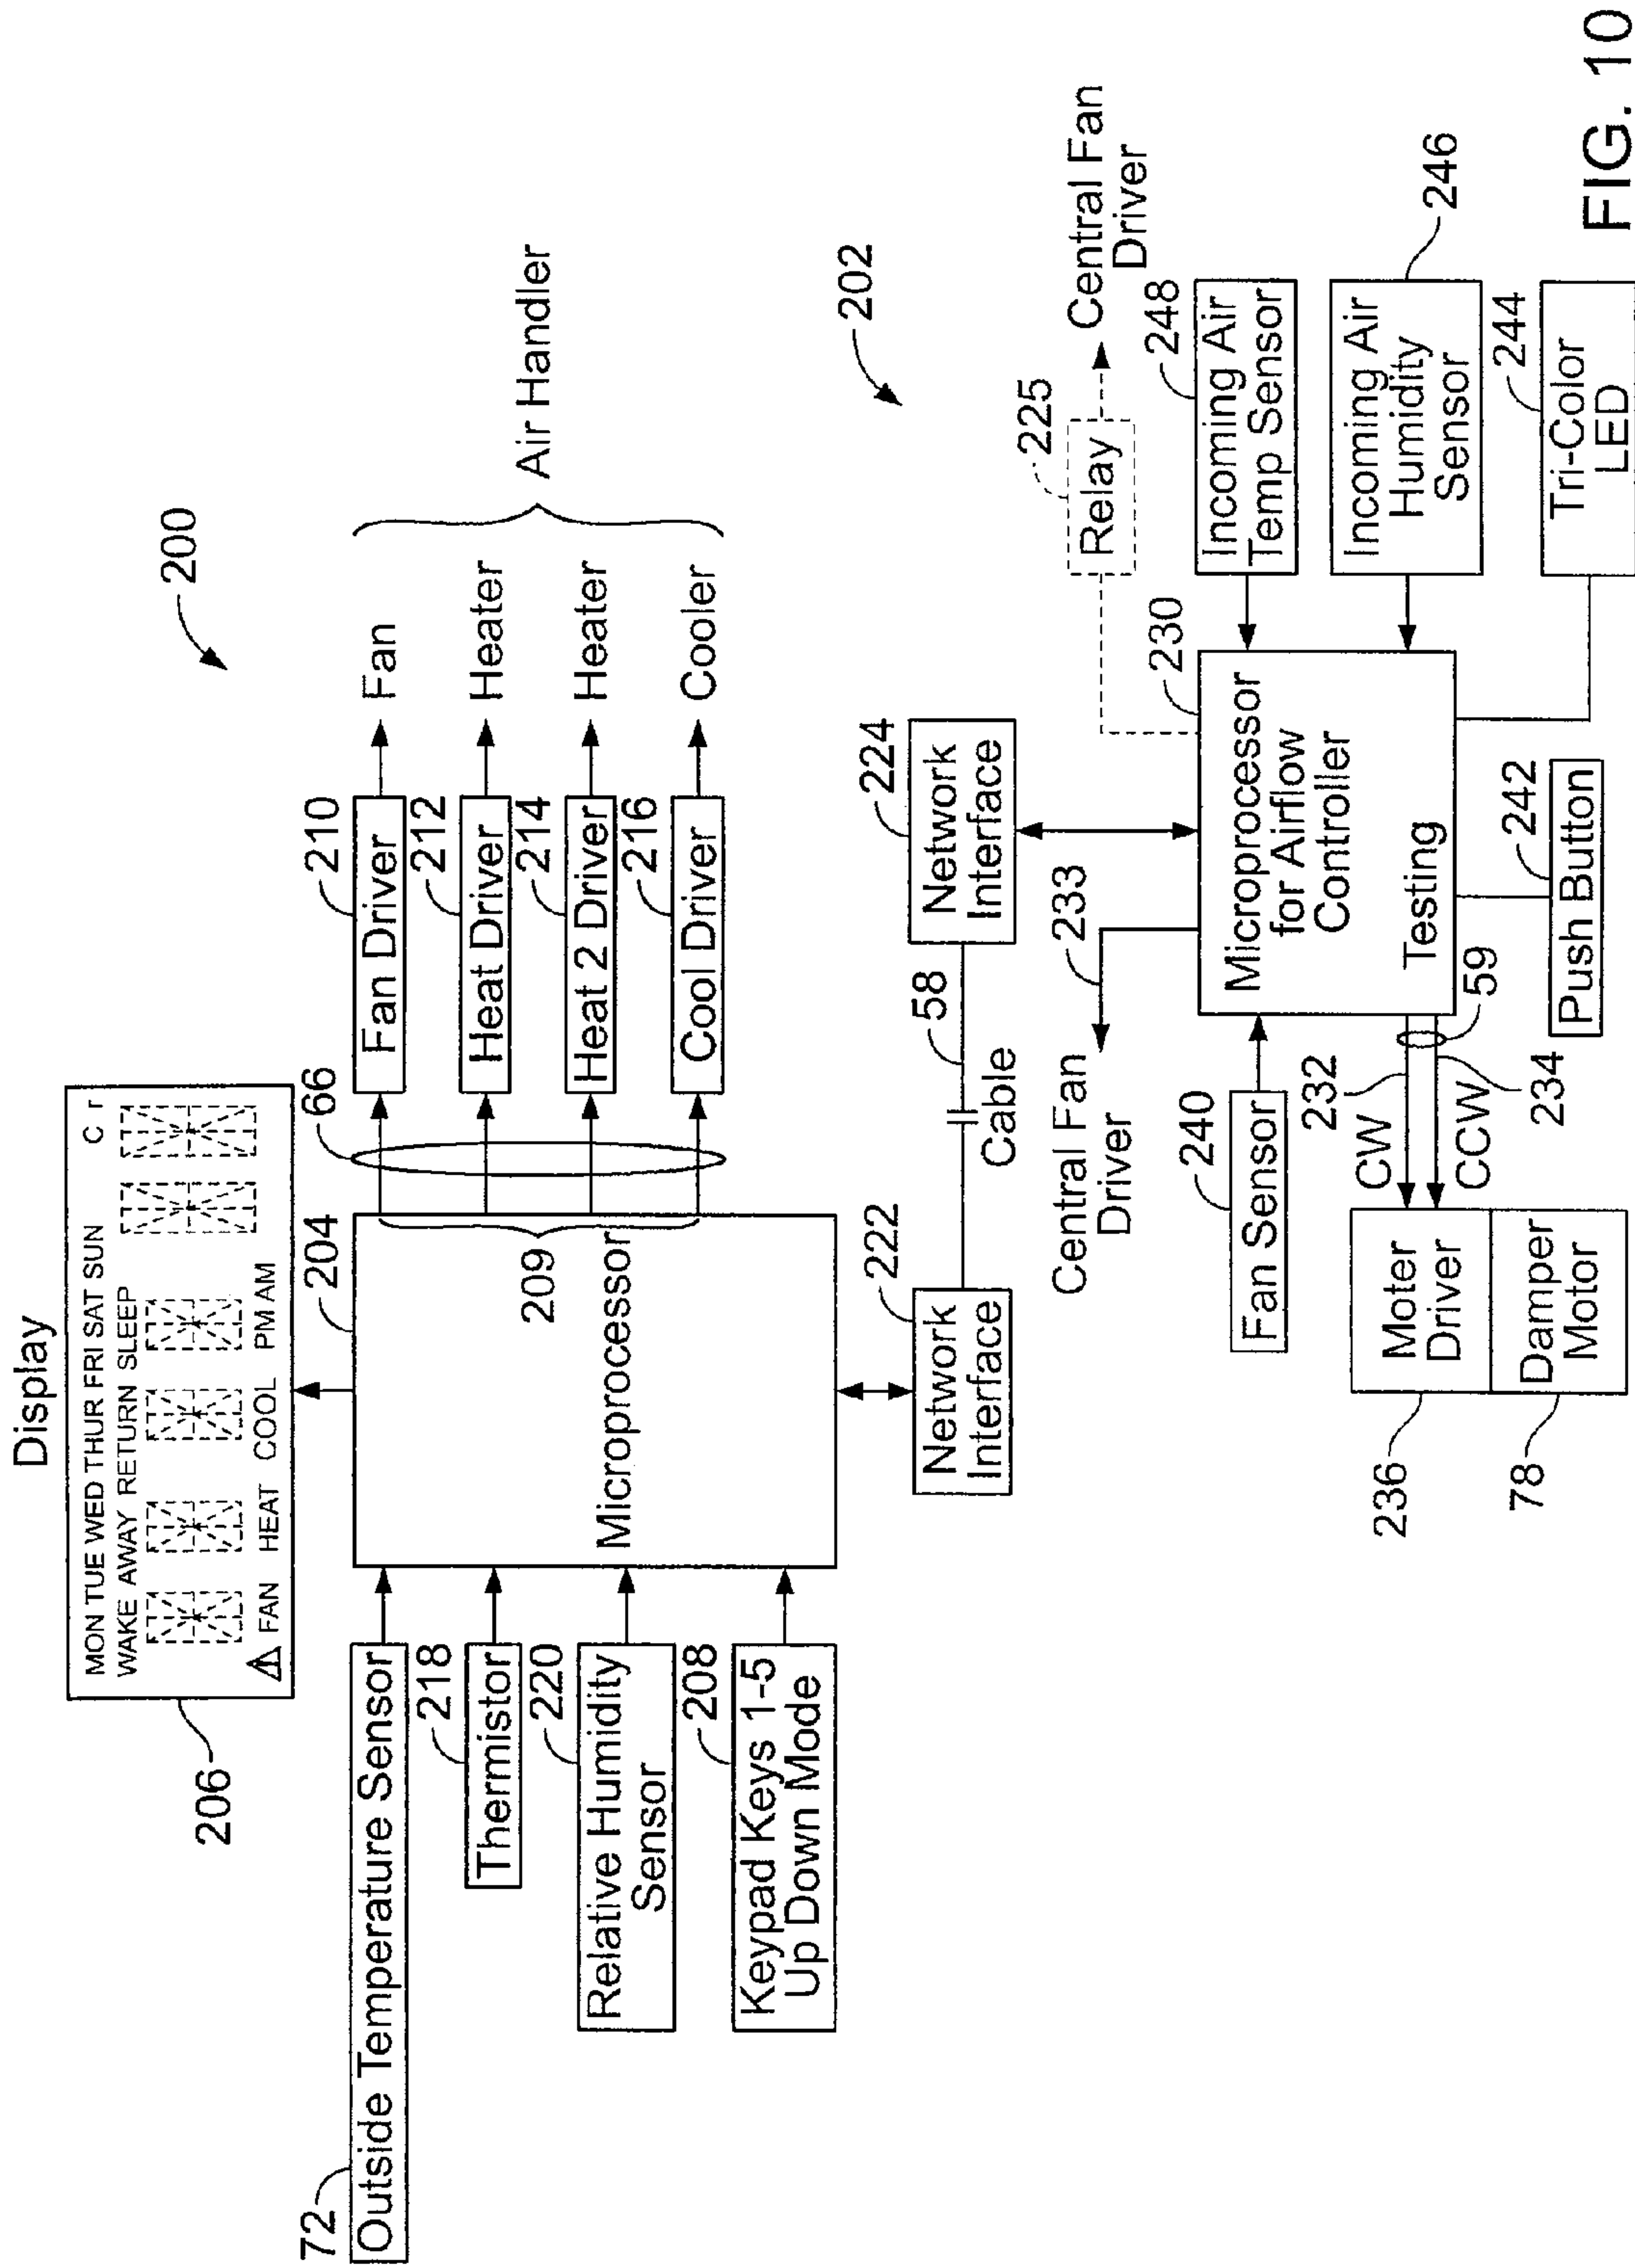 Display
MON TUE WED THUR FRI SAT SUN
WAKE AWAY RETURN SLEEP
C r
FAN HEAT COOL PM AM
206
200
72
Outside Temperature Sensor
218
Thermistor
220
Relative Humidity
Sensor
208
Keypad Keys 1-5
Up Down Mode
204
209
Microprocessor
66
210
Fan Driver
Fan
212
Heat Driver
Heater
214
Heat 2 Driver
Heater
216
Cool Driver
Cooler
Air Handler
222
Network
Interface
58
Cable
224
Network
Interface
202
Central Fan
Driver
233
225
Relay
Central Fan
Driver
230
Microprocessor
for Airflow
Controller
Testing
248
Incoming Air
Temp Sensor
Incoming Air
Humidity
Sensor
246
244
Tri-Color
LED
242
Push Button
240
Fan Sensor
232
CW
CCW
59
234
236
Moter
Driver
78
Damper
Motor
FIG. 10